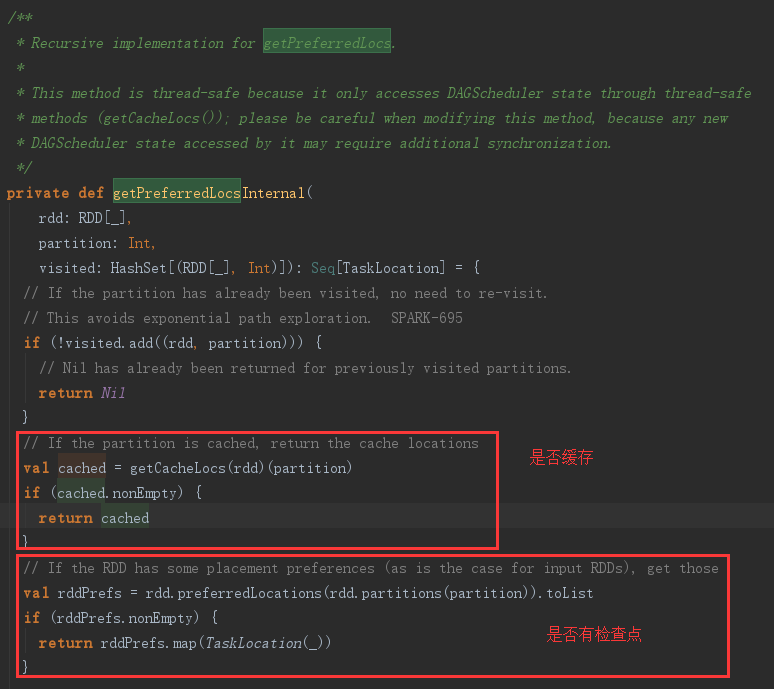 /**
 * Recursive implementation for getPreferredLocs.
 *
 * This method is thread-safe because it only accesses DAGScheduler state through thread-safe
 * methods (getCacheLocs()); please be careful when modifying this method, because any new
 * DAGScheduler state accessed by it may require additional synchronization.
 */
private def getPreferredLocsInternal(
    rdd: RDD[_],
    partition: Int,
    visited: HashSet[(RDD[_], Int)]): Seq[TaskLocation] = {
  // If the partition has already been visited, no need to re-visit.
  // This avoids exponential path exploration.  SPARK-695
  if (!visited.add((rdd, partition))) {
    // Nil has already been returned for previously visited partitions.
    return Nil
  }
  // If the partition is cached, return the cache locations
  val cached = getCacheLocs(rdd)(partition)
是否缓存
  if (cached.nonEmpty) {
    return cached
  }
  // If the RDD has some placement preferences (as is the case for input RDDs), get those
  val rddPrefs = rdd.preferredLocations(rdd.partitions(partition)).toList
  if (rddPrefs.nonEmpty) {
    return rddPrefs.map(TaskLocation(_))
是否有检查点
  }